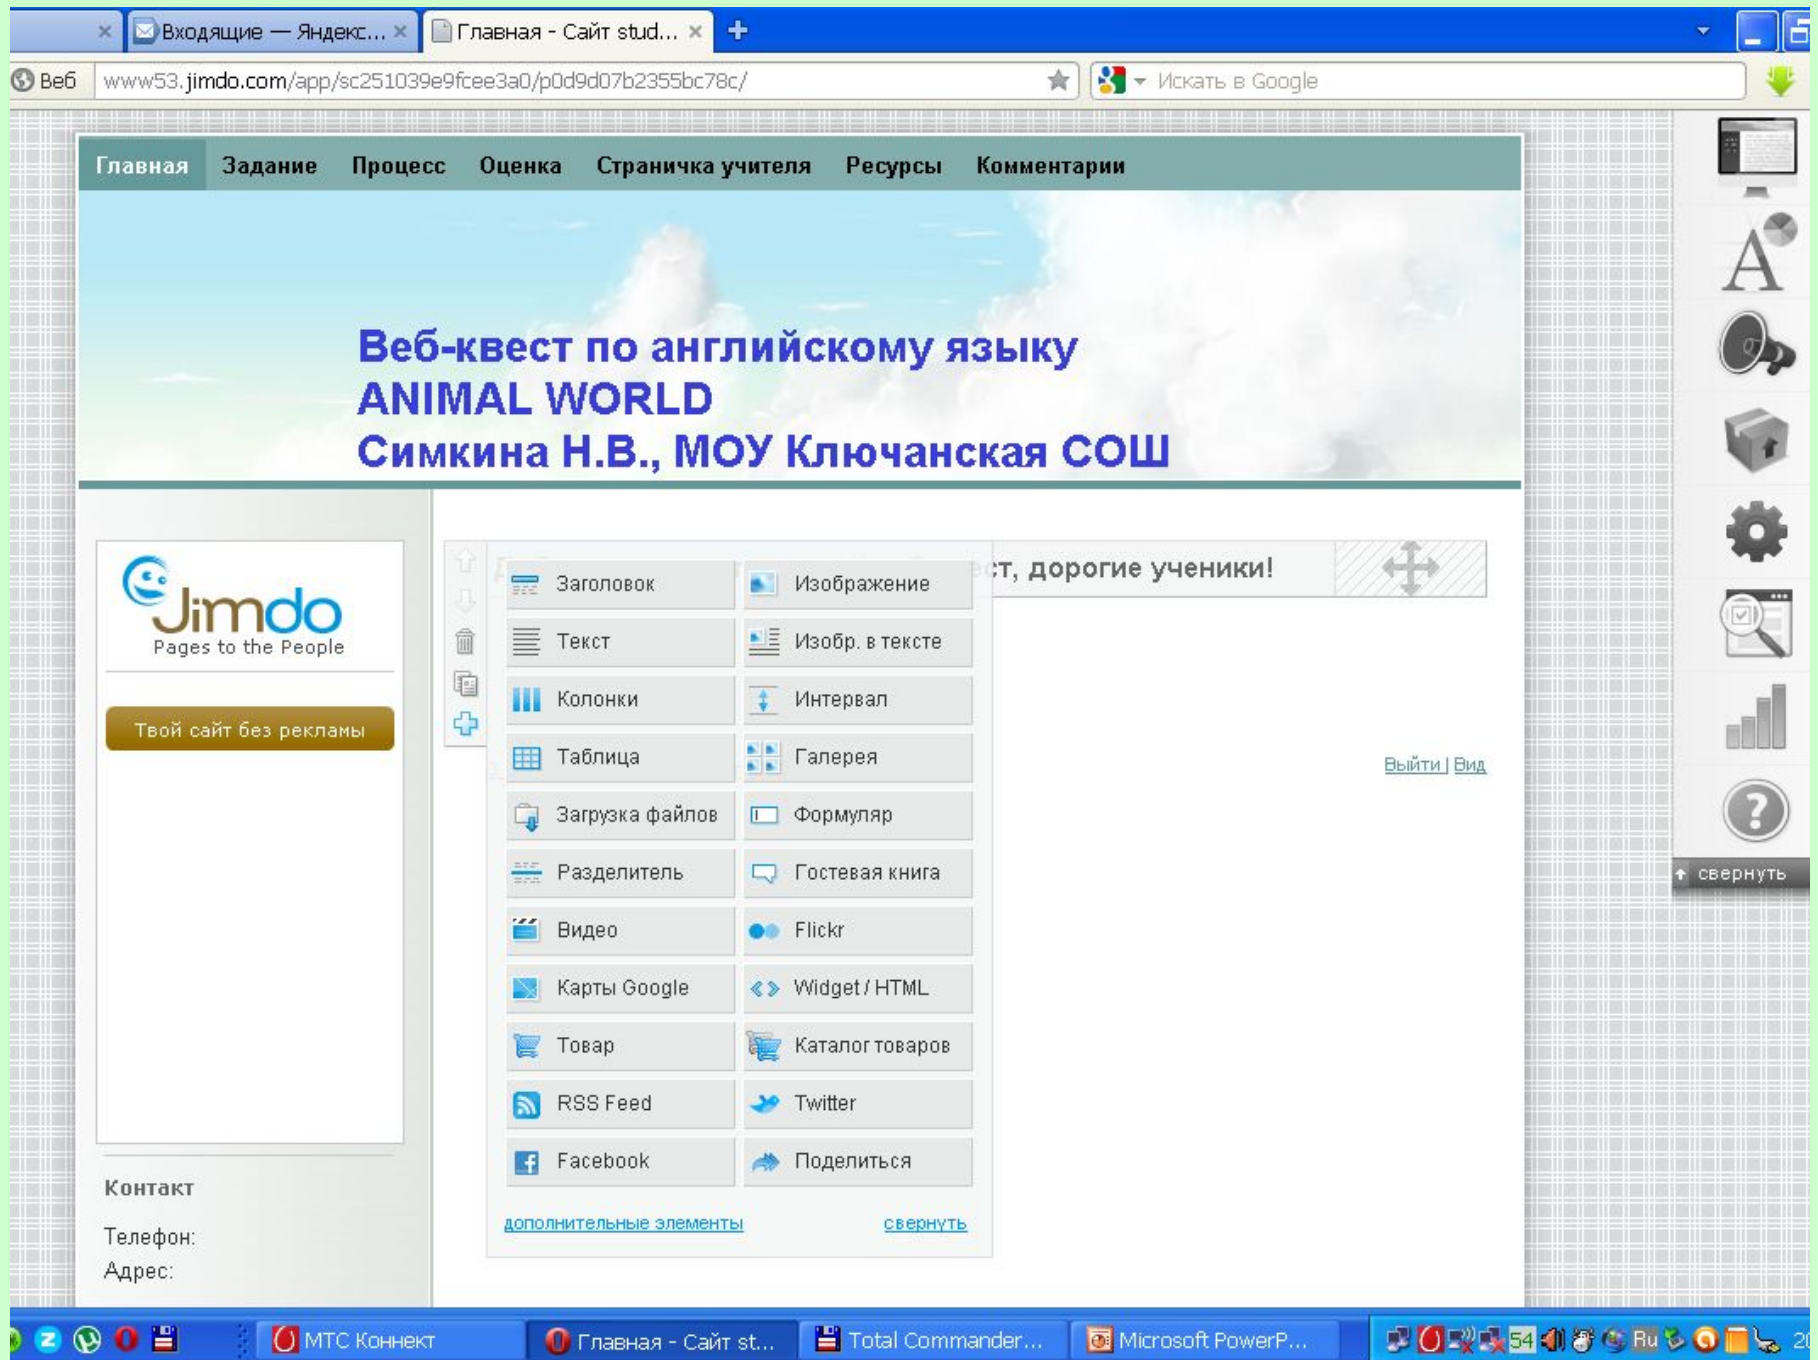 Входящие — Яндекс...
Главная - Сайт stud...
Веб
www53.jimdo.com/app/sc251039e9fcee3a0/p0d9d07b2355bc78c/
Искать в Google
Главная Задание Процесс Оценка Страничка учителя Ресурсы Комментарии
Веб-квест по английскому языку
ANIMAL WORLD
Симкина Н.В., МОУ Ключанская СОШ
Jimdo
Pages to the People
Твой сайт без рекламы
Контакт
Телефон:
Адрес:
дорогие ученики!
Заголовок Изображение
Текст Изобр. в тексте
Колонки Интервал
Таблица Галерея
Загрузка файлов Формуляр
Разделитель Гостевая книга
Видео Flickr
Карты Google Widget / HTML
Товар Каталог товаров
RSS Feed Twitter
Facebook Поделиться
дополнительные элементы свернуть
Выйти | Вид
свернуть
МТС Коннект
Главная - Сайт st...
Total Commander...
Microsoft PowerP...
54
Ru